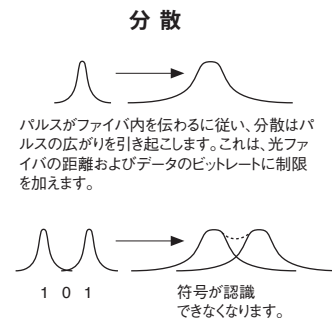 分 散
パルスがファイバ内を伝わるに従い、分散はパ
ルスの広がりを引き起こします。これは、光ファ
イバの距離およびデータのビットレートに制限
を加えます。
1 0 1
符号が認識
できなくなります。